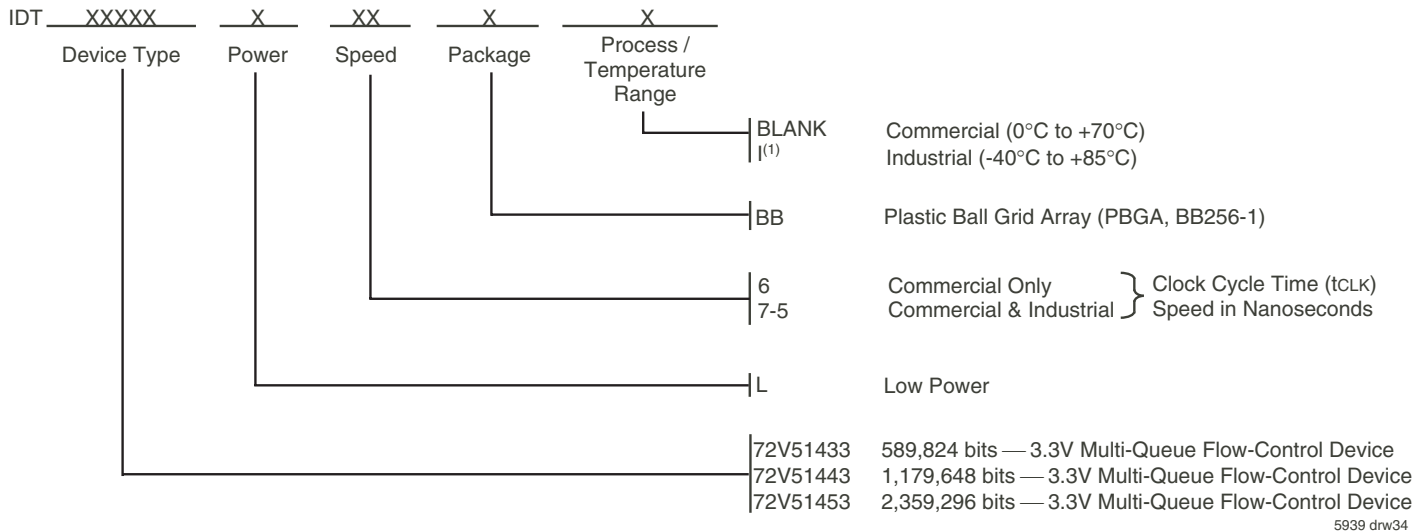 IDT XXXXX X XX X X
Device Type Power Speed Package Process / Temperature Range
BLANK Commercial (0°C to +70°C)
I(1) Industrial (-40°C to +85°C)
BB Plastic Ball Grid Array (PBGA, BB256-1)
6 Commercial Only
7-5 Commercial & Industrial
Clock Cycle Time (tCLK)
Speed in Nanoseconds
L Low Power
72V51433 589,824 bits — 3.3V Multi-Queue Flow-Control Device
72V51443 1,179,648 bits — 3.3V Multi-Queue Flow-Control Device
72V51453 2,359,296 bits — 3.3V Multi-Queue Flow-Control Device
5939 drw34